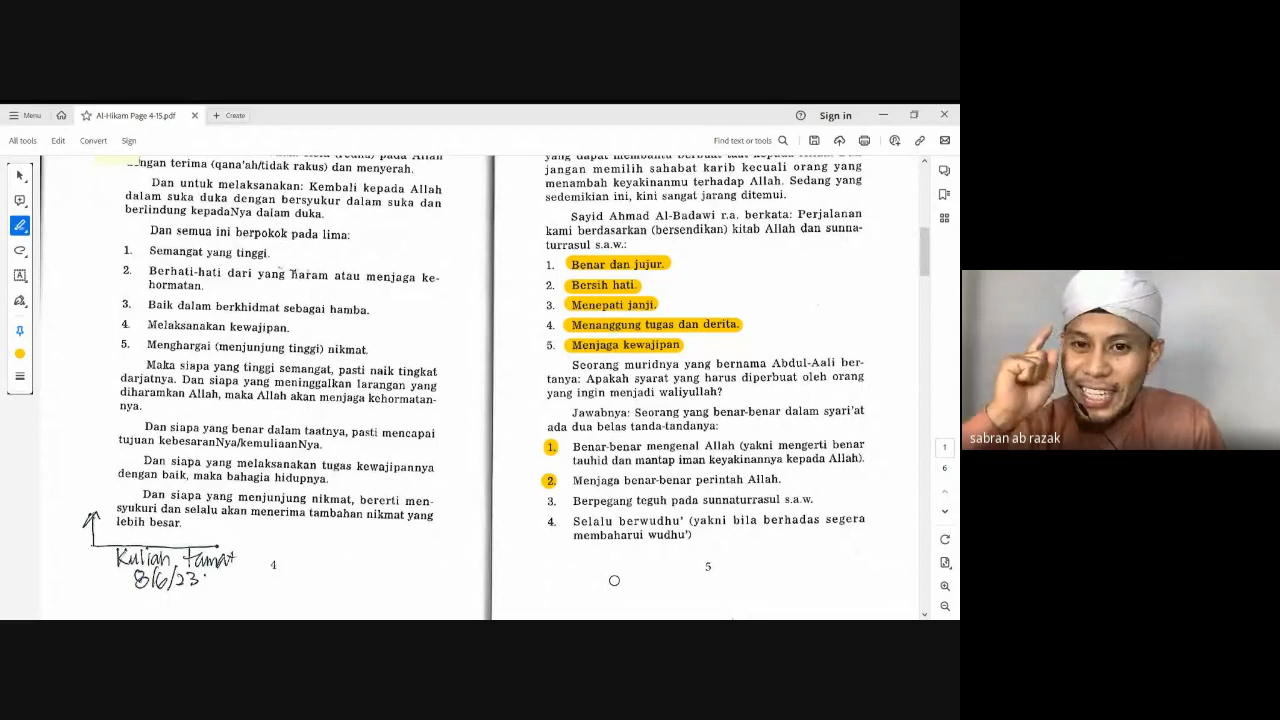 Menu
Al-Hikam Page 4-15.pdf
Create
Sign in
All tools
Edit
Convert
Sign
Find text or tools
pada Allah
dengan terima (qana'ah/tidak rakus) dan menyerah.
Dan untuk melaksanakan: Kembali kepada Allah
dalam suka duka dengan bersyukur dalam suka dan
berlindung kepadaNya dalam duka.
Dan semua ini berpokok pada lima:
1. Semangat yang tinggi.
2. Berhati-hati dari yang haram atau menjaga ke-
hormatan.
3. Baik dalam berkhidmat sebagai hamba.
4. Melaksanakan kewajipan.
5. Menghargai (menjunjung tinggi) nikmat.
Maka siapa yang tinggi semangat, pasti naik tingkat
darjatnya. Dan siapa yang meninggalkan larangan yang
diharamkan Allah, maka Allah akan menjaga kehormatan-
nya.
Dan siapa yang benar dalam taatnya, pasti mencapai
tujuan kebesaranNya/kemuliaanNya.
Dan siapa yang melaksanakan tugas kewajipannya
dengan baik, maka bahagia hidupnya.
Dan siapa yang menjunjung nikmat, bererti men-
syukuri dan selalu akan menerima tambahan nikmat yang
lebih besar.
Kuliah tamat
8/6/23
4
yang dapat membantu berbuat taat kepada
jangan memilih sahabat karib kecuali orang yang
menambah keyakinanmu terhadap Allah. Sedang yang
sedemikian ini, kini sangat jarang ditemui.
Sayid Ahmad Al-Badawi r.a. berkata: Perjalanan
kami berdasarkan (bersendikan) kitab Allah dan sunna-
turrasul s.a.w.:
1. Benar dan jujur.
2. Bersih hati.
3. Menepati janji.
4. Menanggung tugas dan derita.
5. Menjaga kewajipan
Seorang muridnya yang bernama Abdul-Aali ber-
tanya: Apakah syarat yang harus diperbuat oleh orang
yang ingin menjadi waliyullah?
Jawabnya: Seorang yang benar-benar dalam syari'at
ada dua belas tanda-tandanya:
1. Benar-benar mengenal Allah (yakni mengerti benar
tauhid dan mantap iman keyakinannya kepada Allah).
2. Menjaga benar-benar perintah Allah.
3. Berpegang teguh pada sunnaturrasul s.a.w.
4. Selalu berwudhu' (yakni bila berhadas segera
membaharui wudhu')
5
1
6
sabran ab razak